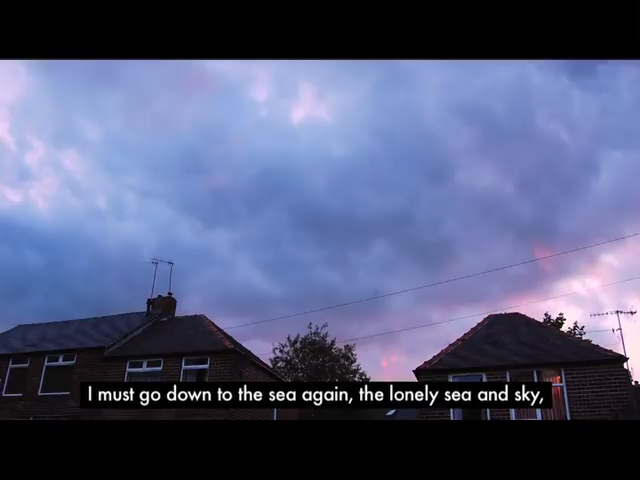 I must go down to the sea again, the lonely sea and sky,